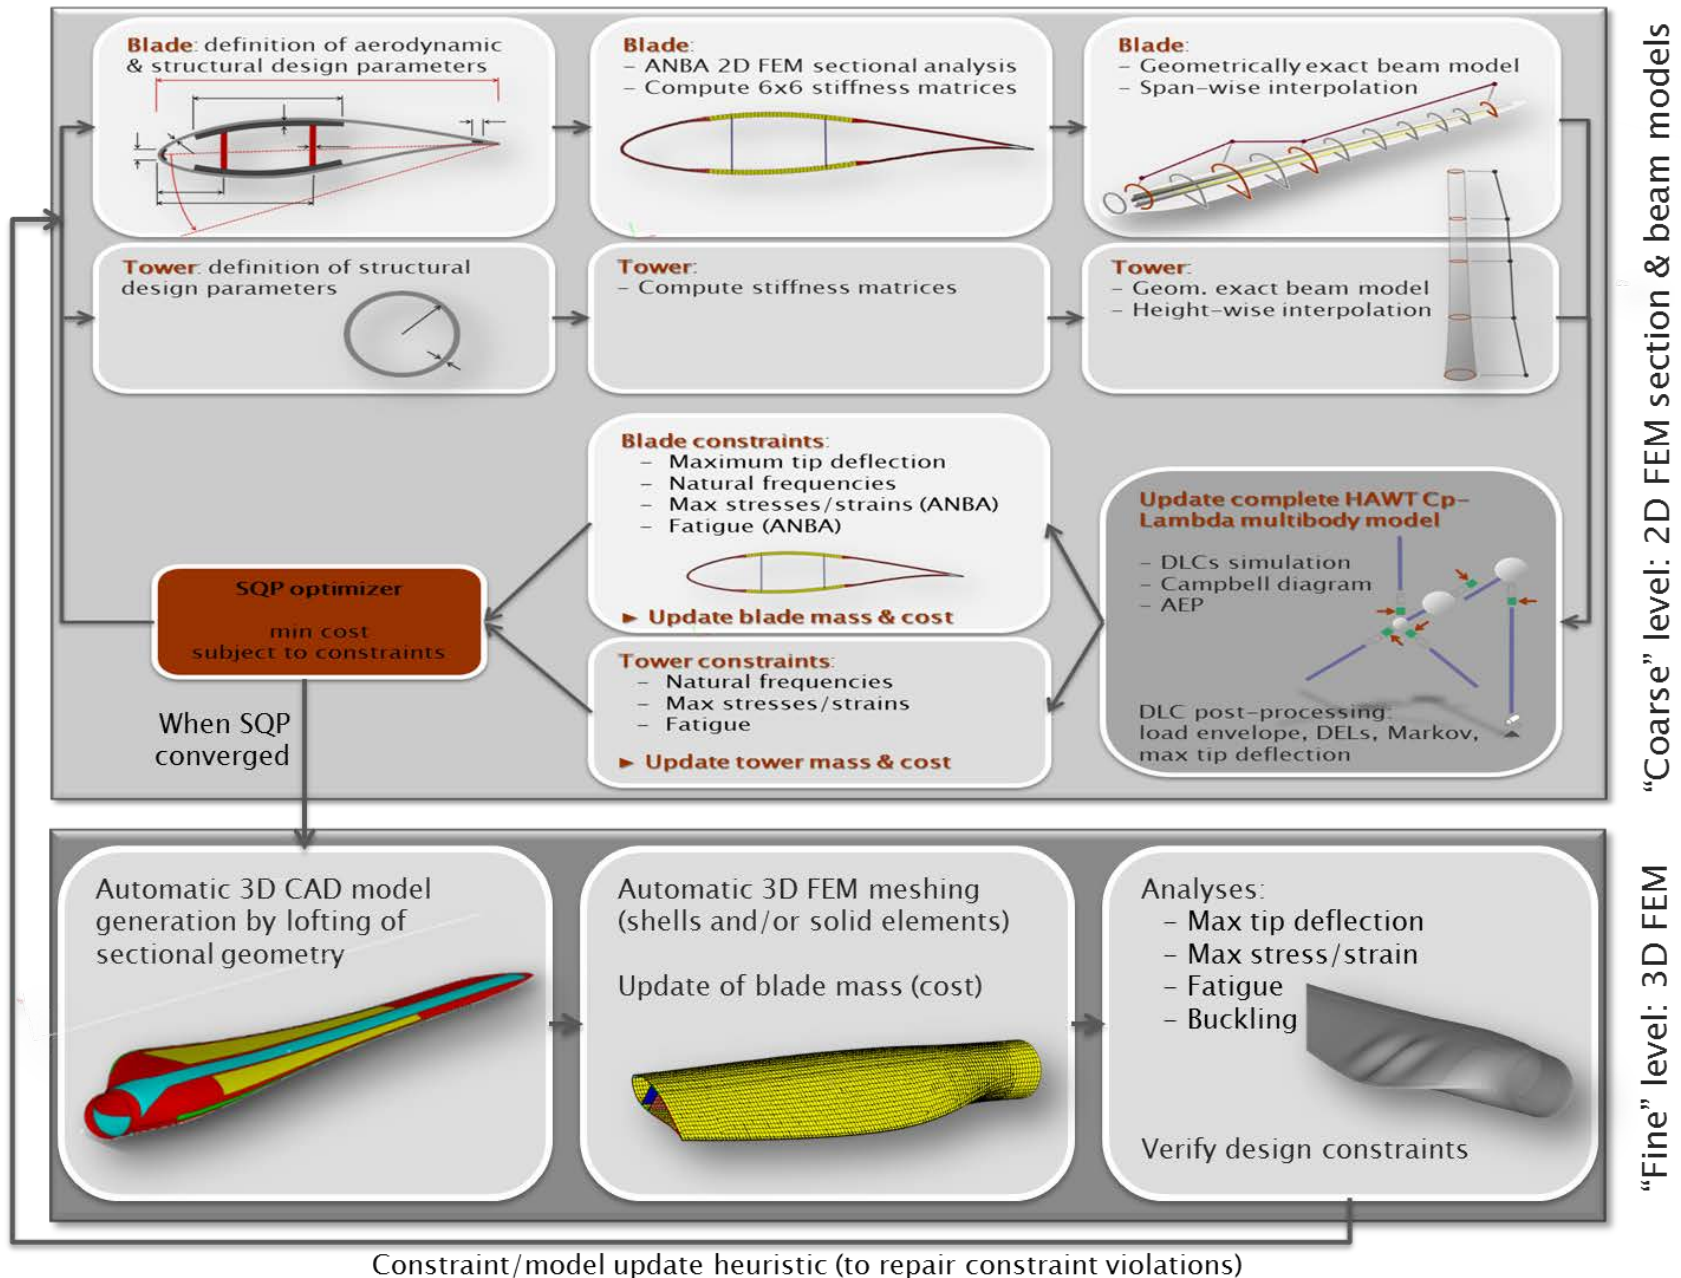 Blade: definition of aerodynamic
& structural design parameters
Blade:
– ANBA 2D FEM sectional analysis
– Compute 6x6 stiffness matrices
Blade:
– Geometrically exact beam model
– Span-wise interpolation
Tower: definition of structural
design parameters
Tower:
– Compute stiffness matrices
Tower:
– Geom. exact beam model
– Height-wise interpolation
Blade constraints:
– Maximum tip deflection
– Natural frequencies
– Max stresses/strains (ANBA)
– Fatigue (ANBA)
► Update blade mass & cost
Tower constraints:
– Natural frequencies
– Max stresses/strains
– Fatigue
► Update tower mass & cost
Update complete HAWT Cp-
Lambda multibody model
– DLCs simulation
– Campbell diagram
– AEP
DLC post-processing:
load envelope, DELs, Markov,
max tip deflection
SQP optimizer
min cost
subject to constraints
When SQP
converged
“Coarse” level: 2D FEM section & beam models
Automatic 3D CAD model
generation by lofting of
sectional geometry
Automatic 3D FEM meshing
(shells and/or solid elements)
Update of blade mass (cost)
Analyses:
– Max tip deflection
– Max stress/strain
– Fatigue
– Buckling
Verify design constraints
“Fine” level: 3D FEM
Constraint/model update heuristic (to repair constraint violations)